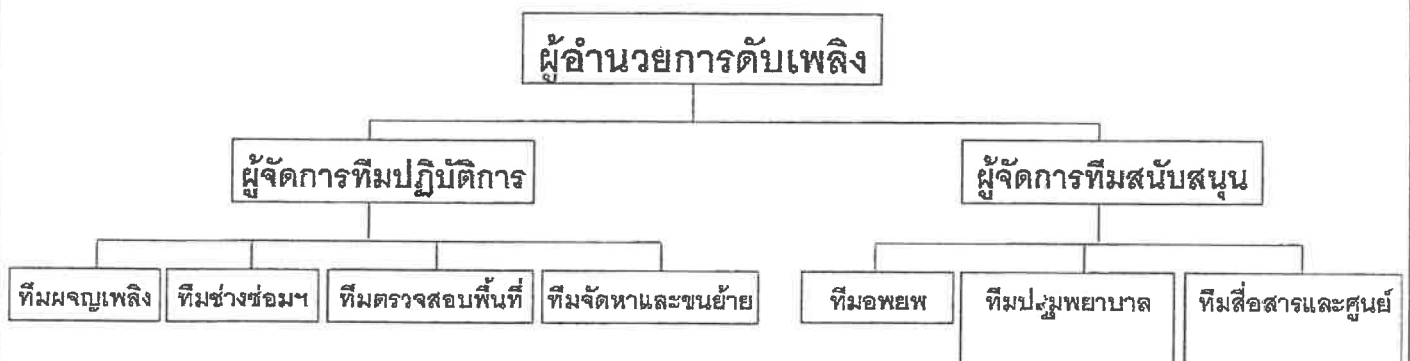 ผู้อำนวยการดับเพลิง
ผู้จัดการทีมปฏิบัติการ
ผู้จัดการทีมสนับสนุน
ทีมผจญเพลิง
ทีมช่างซ่อมฯ
ทีมตรวจสอบพื้นที่
ทีมจัดหาและขนย้าย
ทีมอพยพ
ทีมปฐมพยาบาล
ทีมสื่อสารและศูนย์